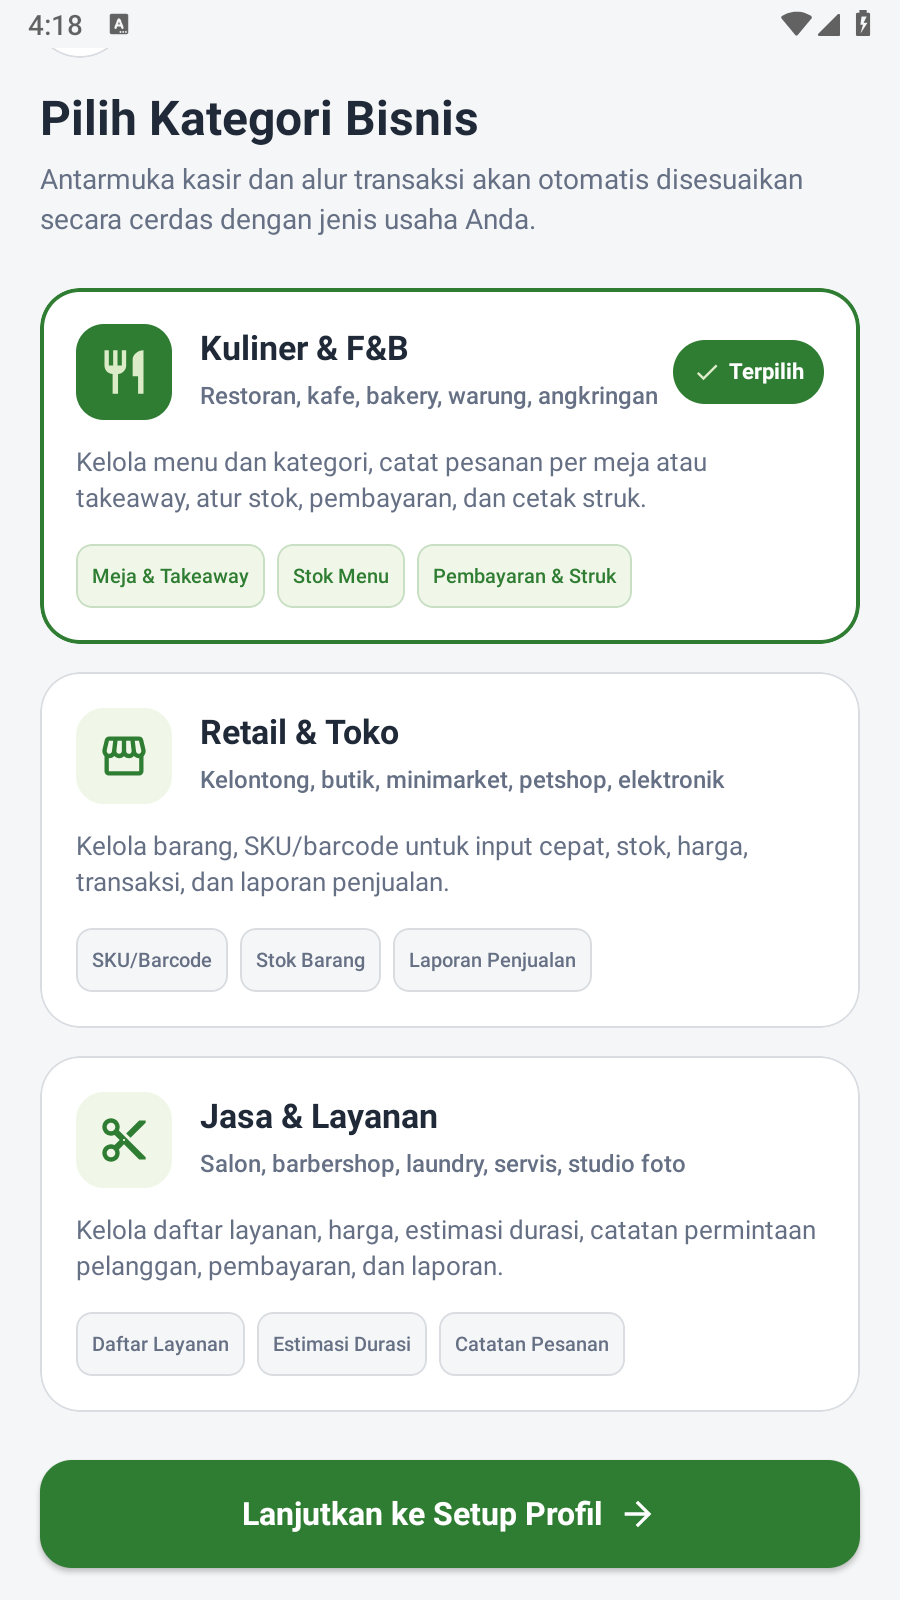 4:18
A
Pilih Kategori Bisnis
Antarmuka kasir dan alur transaksi akan otomatis disesuaikan
secara cerdas dengan jenis usaha Anda.
Kuliner & F&B
Restoran, kafe, bakery, warung, angkringan
Terpilih
Kelola menu dan kategori, catat pesanan per meja atau
takeaway, atur stok, pembayaran, dan cetak struk.
Meja & Takeaway
Stok Menu
Pembayaran & Struk
Retail & Toko
Kelontong, butik, minimarket, petshop, elektronik
Kelola barang, SKU/barcode untuk input cepat, stok, harga,
transaksi, dan laporan penjualan.
SKU/Barcode
Stok Barang
Laporan Penjualan
Jasa & Layanan
Salon, barbershop, laundry, servis, studio foto
Kelola daftar layanan, harga, estimasi durasi, catatan permintaan
pelanggan, pembayaran, dan laporan.
Daftar Layanan
Estimasi Durasi
Catatan Pesanan
Lanjutkan ke Setup Profil